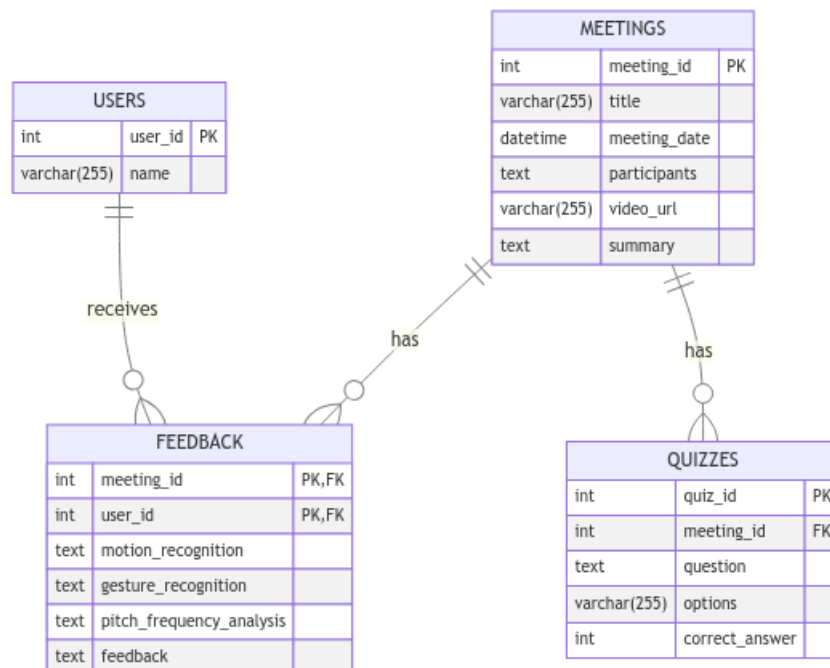 MEETINGS
int meeting_id PK
varchar(255) title
datetime meeting_date
text participants
varchar(255) video_url
text summary
USERS
int user_id PK
varchar(255) name
receives
has
has
FEEDBACK
int meeting_id PK,FK
int user_id PK,FK
text motion_recognition
text gesture_recognition
text pitch_frequency_analysis
text feedback
QUIZZES
int quiz_id PK
int meeting_id FK
text question
varchar(255) options
int correct_answer